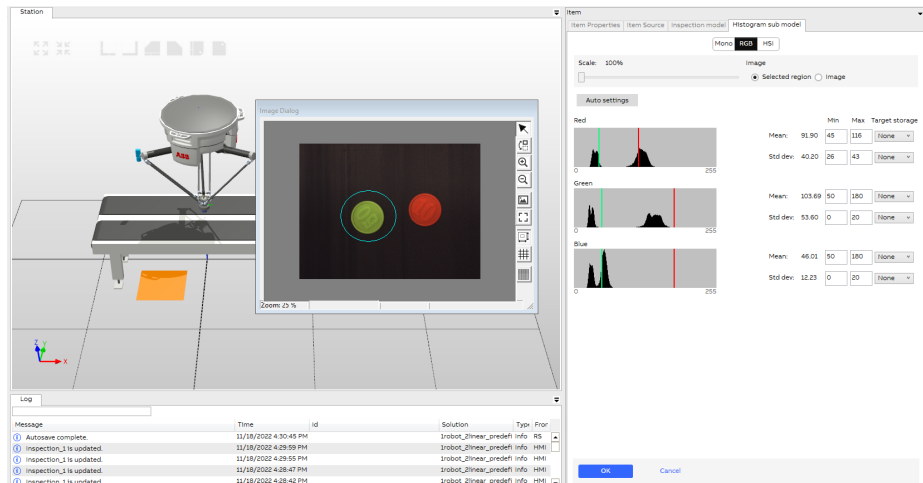 Station
ABB
Z
Y
X
Image Dialog
Zoom: 25 %
Log
Message Time Id Solution Type Fror
Autosave complete. 11/18/2022 4:30:45 PM 1robot_2linear_predefi Info RS
Inspection_1 is updated. 11/18/2022 4:29:59 PM 1robot_2linear_predefi Info HMI
Inspection_1 is updated. 11/18/2022 4:29:55 PM 1robot_2linear_predefi Info HMI
Inspection_1 is updated. 11/18/2022 4:28:47 PM 1robot_2linear_predefi Info HMI
Inspection_1 is updated. 11/18/2022 4:28:42 PM 1robot_2linear_predefi Info HMI
Item
Item Properties Item Source Inspection model Histogram sub model
Mono RGB HSI
Scale: 100% Image
Selected region Image
Auto settings
Min Max Target storage
Red
Mean: 91.90 45 116 None
Std dev: 40.20 26 43 None
0 255
Green
Mean: 103.69 50 180 None
Std dev: 53.60 0 20 None
0 255
Blue
Mean: 46.01 50 180 None
Std dev: 12.23 0 20 None
0 255
OK Cancel